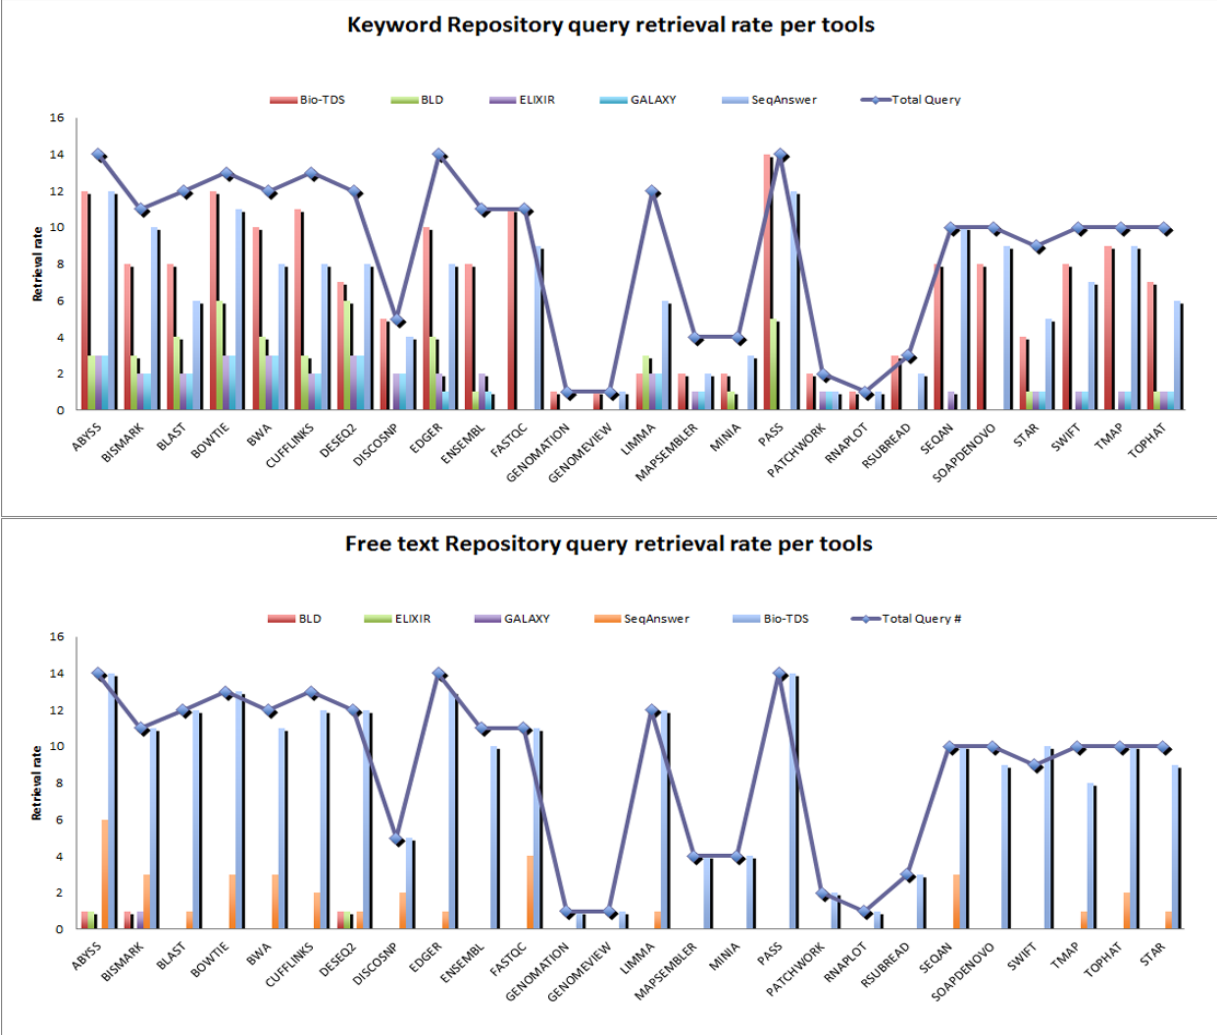 Keyword Repository query retrieval rate per tools
Bio-TDS BLD ELIXIR GALAXY SeqAnswer Total Query
16
14
12
10
8
6
4
2
0
Retrieval rate
ABYSS BISMARK BLAST BOWTIE BWA CUFFLINKS DESEQ2 DISCOSNP EDGER ENSEMBL FASTQC GENOMATION GENOMEVIEW LIMMA MAPSEMBLER MINIA PASS PATCHWORK RNAPLOT RSUBREAD SEQAN SOAPDENOVO STAR SWIFT TMAP TOPHAT
Free text Repository query retrieval rate per tools
BLD ELIXIR GALAXY SeqAnswer Bio-TDS Total Query #
16
14
12
10
8
6
4
2
0
Retrieval rate
ABYSS BISMARK BLAST BOWTIE BWA CUFFLINKS DESEQ2 DISCOSNP EDGER ENSEMBL FASTQC GENOMATION GENOMEVIEW LIMMA MAPSEMBLER MINIA PASS PATCHWORK RNAPLOT RSUBREAD SEQAN SOAPDENOVO SWIFT TMAP TOPHAT STAR